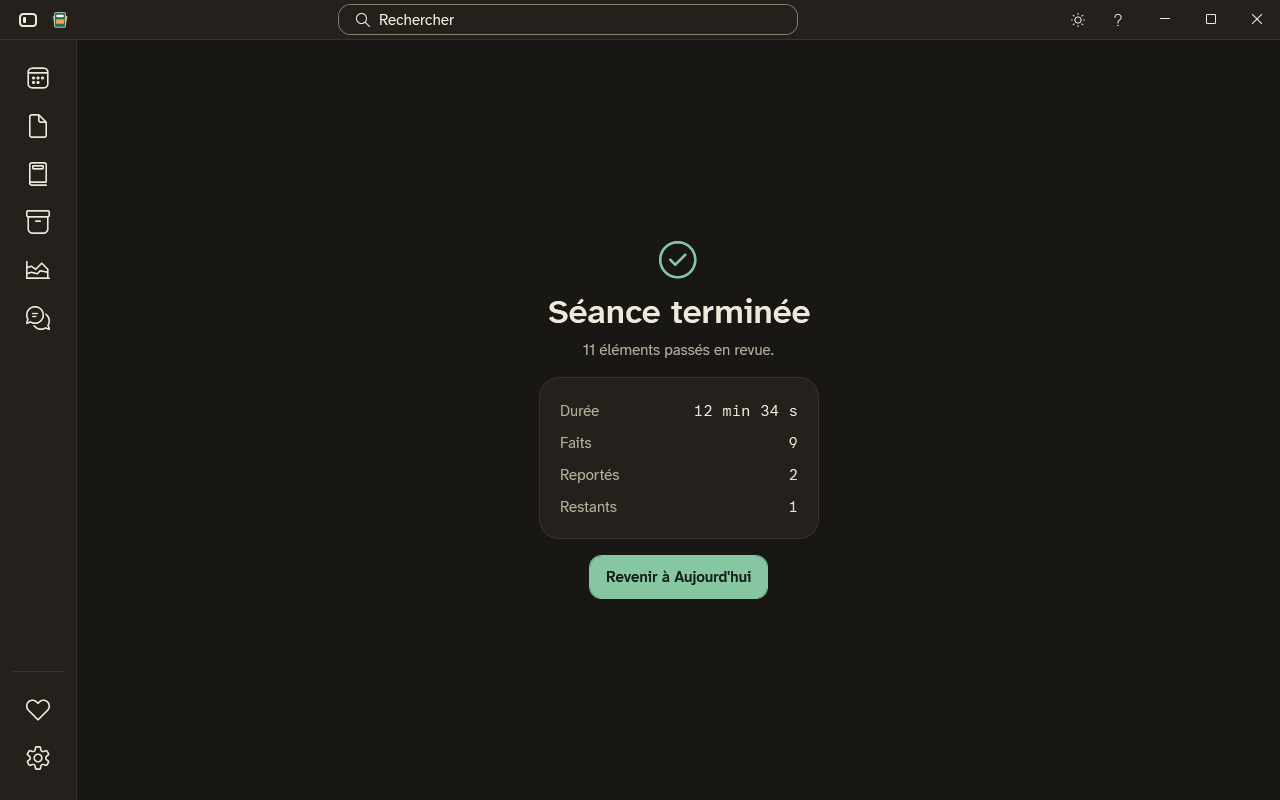 Rechercher
Séance terminée
11 éléments passés en revue.
Durée 12 min 34 s
Faits 9
Reportés 2
Restants 1
Revenir à Aujourd'hui